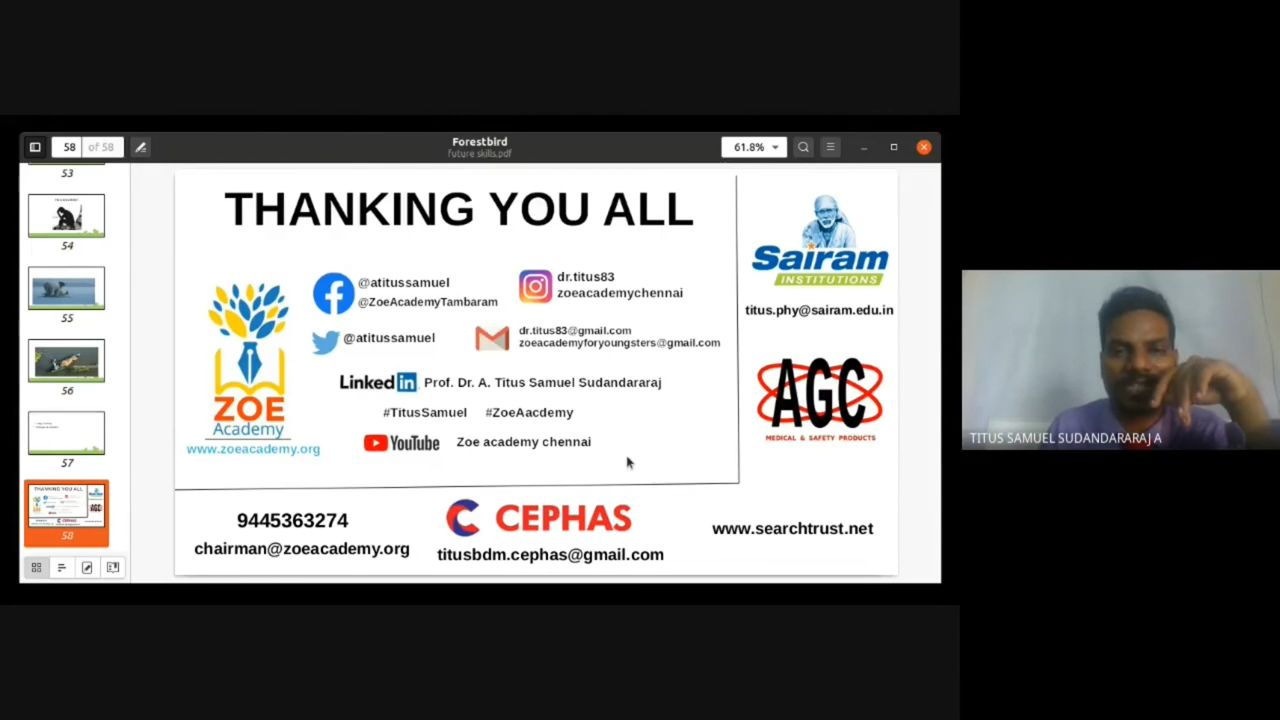 58 of 58
Forestbird
future skills.pdf
61.8%
53
54
55
56
57
58
THANKING YOU ALL
@atitussamuel
@ZoeAcademyTambaram
dr.titus83
zoeacademychennai
@atitussamuel
dr.titus83@gmail.com
zoeacademyforyoungsters@gmail.com
Linked in Prof. Dr. A. Titus Samuel Sudandararaj
#TitusSamuel #ZoeAacdemy
YouTube Zoe academy chennai
ZOE
Academy
www.zoeacademy.org
Sairam
INSTITUTIONS
titus.phy@sairam.edu.in
AGC
MEDICAL & SAFETY PRODUCTS
9445363274
chairman@zoeacademy.org
CEPHAS
titusbdm.cephas@gmail.com
www.searchtrust.net
TITUS SAMUEL SUDANDARARAJ A